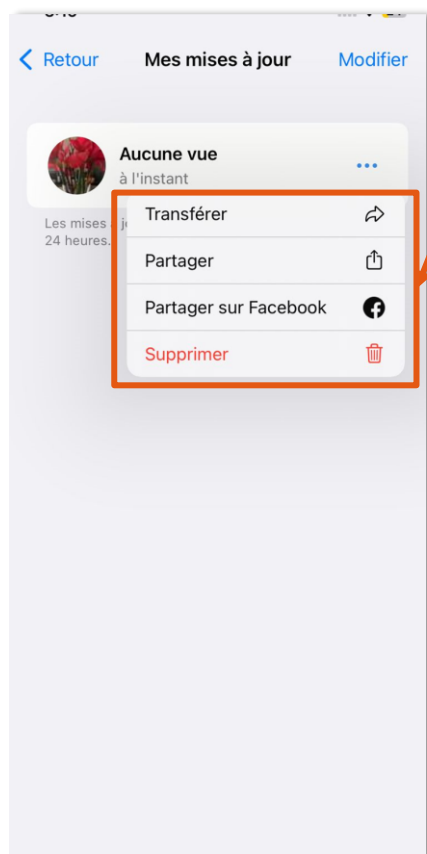 Retour
Mes mises à jour
Modifier
Aucune vue
à l'instant
Les mises
24 heures.
Transférer
Partager
Partager sur Facebook
Supprimer